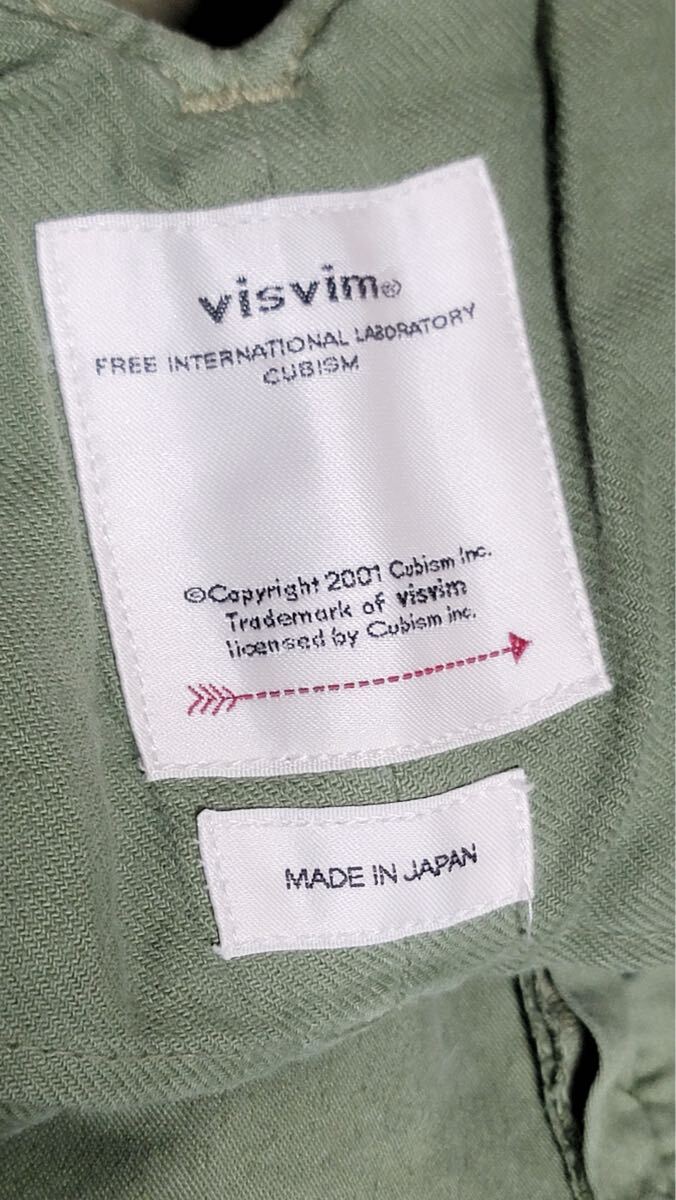 visvim®
FREE INTERNATIONAL LABORATORY
CUBISM
©Copyright 2001 Cubism inc.
Trademark of visvim
licensed by Cubism inc.
MADE IN JAPAN